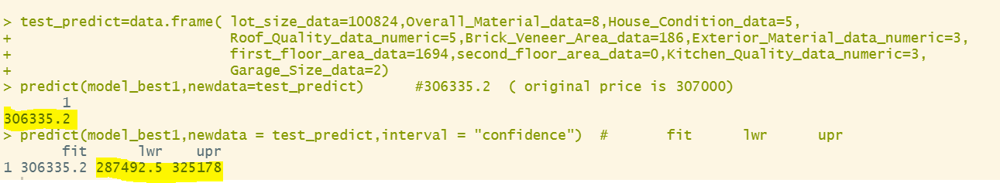 > test_predict=data.frame( lot_size_data=100824,Overall_Material_data=8,House_Condition_data=5,
+                          Roof_Quality_data_numeric=5,Brick_Veneer_Area_data=186,Exterior_Material_data_numeric=3,
+                          first_floor_area_data=1694,second_floor_area_data=0,Kitchen_Quality_data_numeric=3,
+                          Garage_Size_data=2)
> predict(model_best1,newdata=test_predict)      #306335.2  ( original price is 307000)
       1
306335.2
> predict(model_best1,newdata = test_predict,interval = "confidence")  #       fit      lwr      upr
       fit      lwr    upr
1 306335.2 287492.5 325178